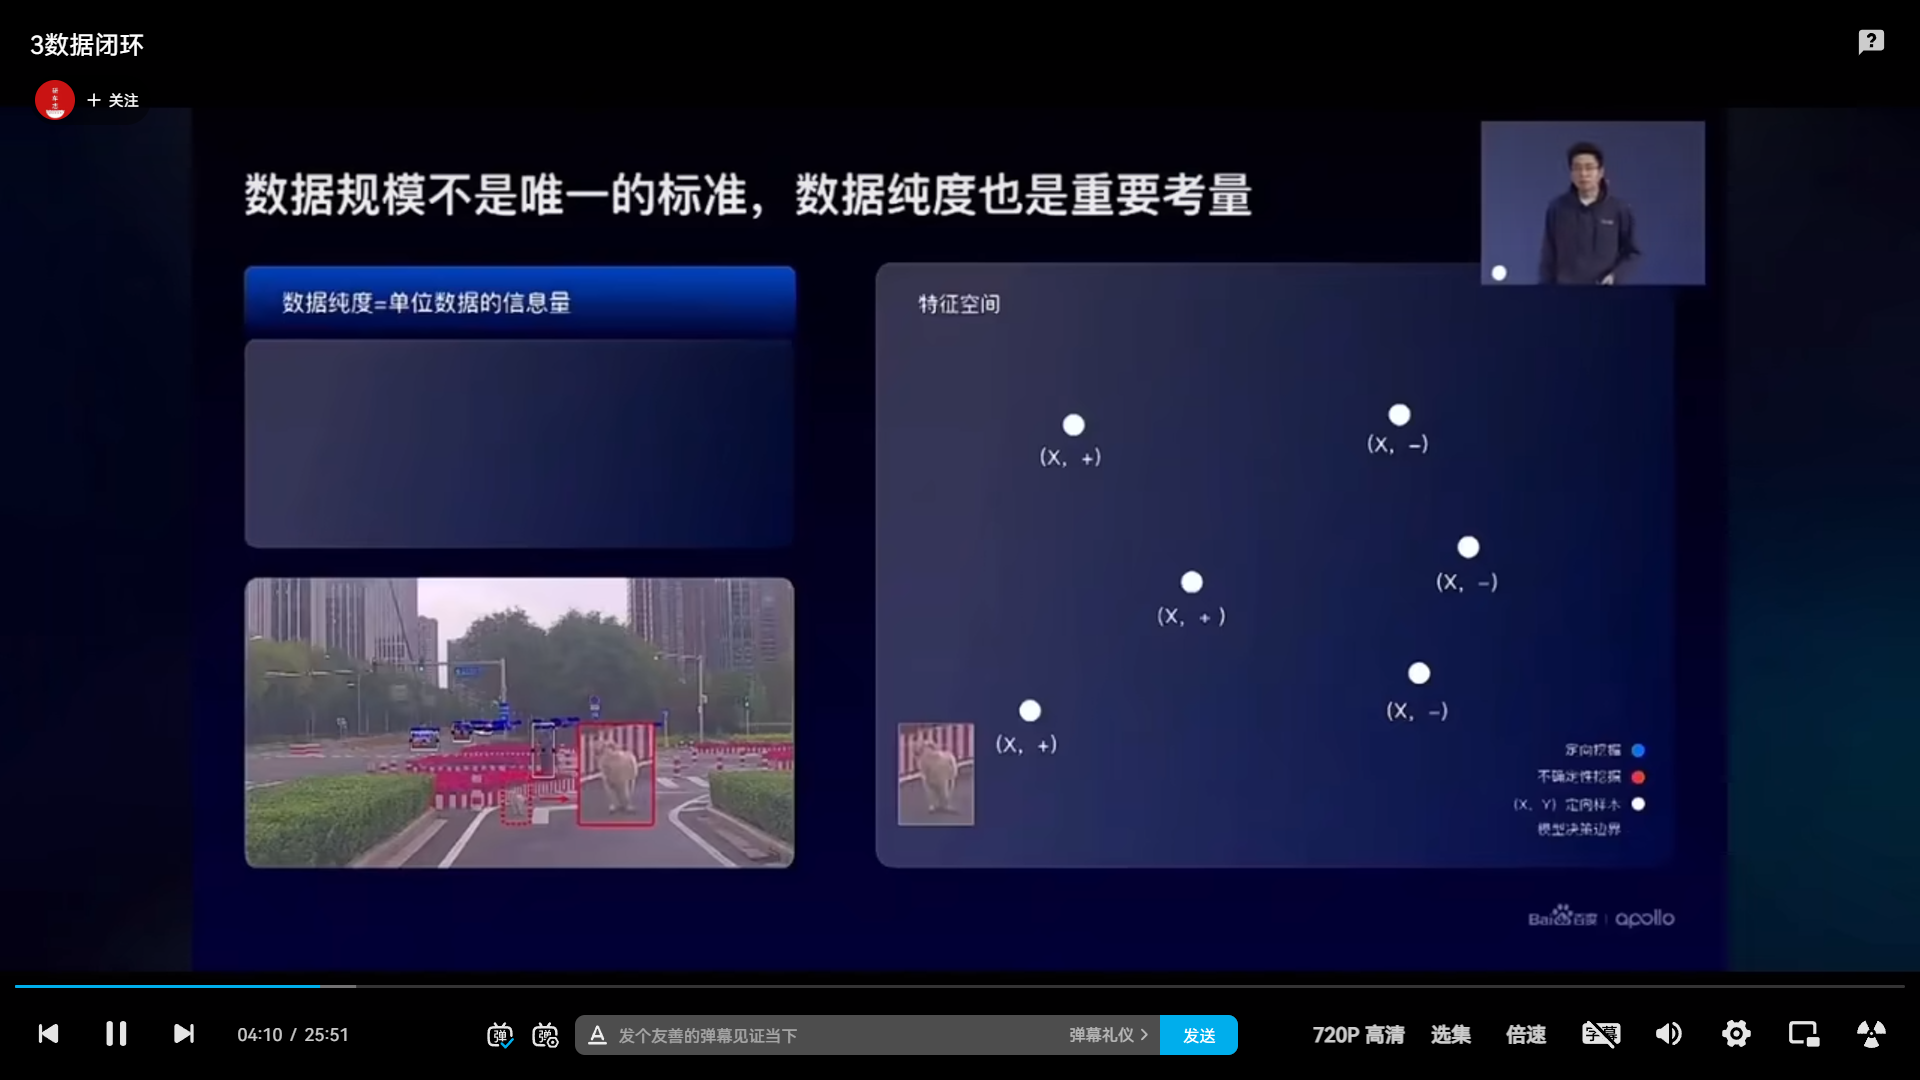 3数据闭环
+ 关注
数据规模不是唯一的标准，数据纯度也是重要考量
数据纯度=单位数据的信息量
特征空间
(X, +)
(X, -)
(X, -)
(X, +)
(X, -)
(X, +)
定向挖掘
不确定性挖掘
(X, Y) 定向样本
模型决策边界
Bai百度 | apollo
04:10 / 25:51
弹
弹
A 发个友善的弹幕见证当下
弹幕礼仪 >
发送
720P 高清
选集
倍速
字幕